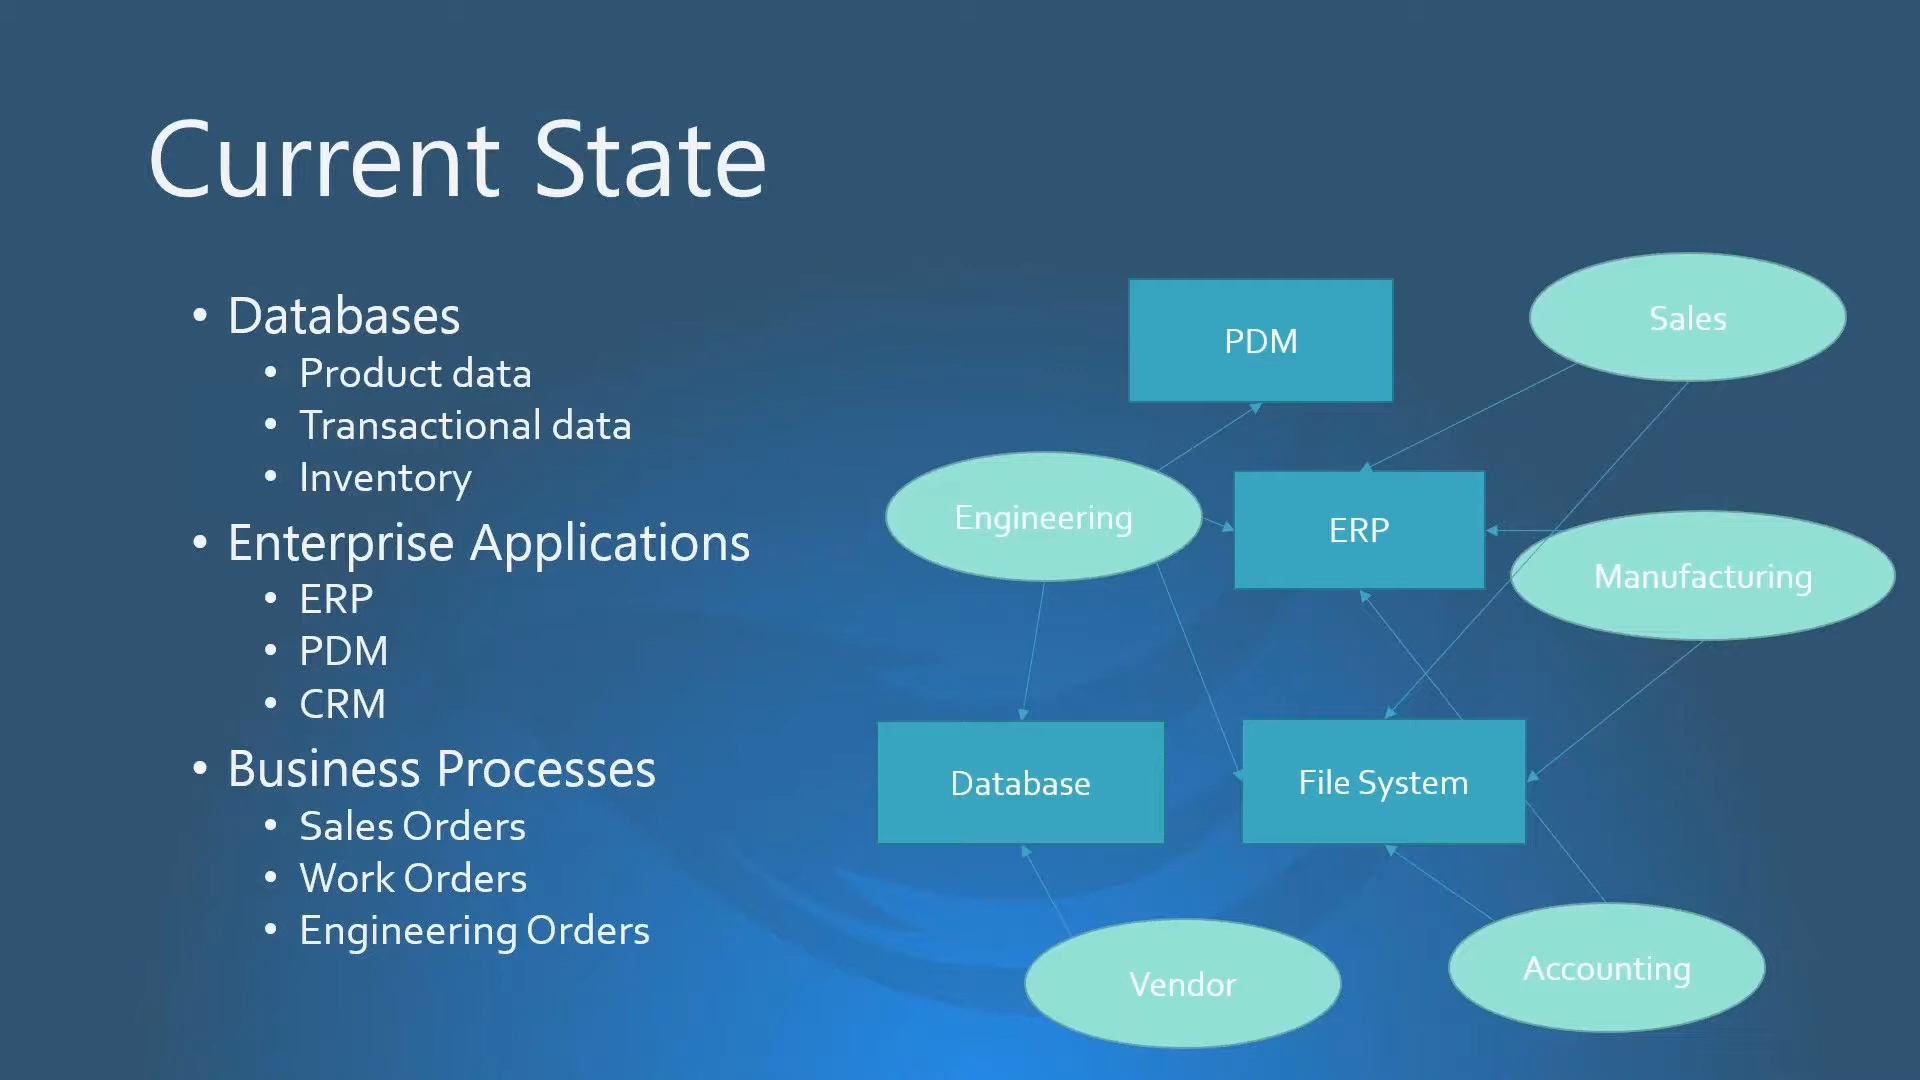 Current State
• Databases
• Product data
• Transactional data
• Inventory
• Enterprise Applications
• ERP
• PDM
• CRM
• Business Processes
• Sales Orders
• Work Orders
• Engineering Orders
PDM
Sales
Engineering
ERP
Manufacturing
Database
File System
Vendor
Accounting